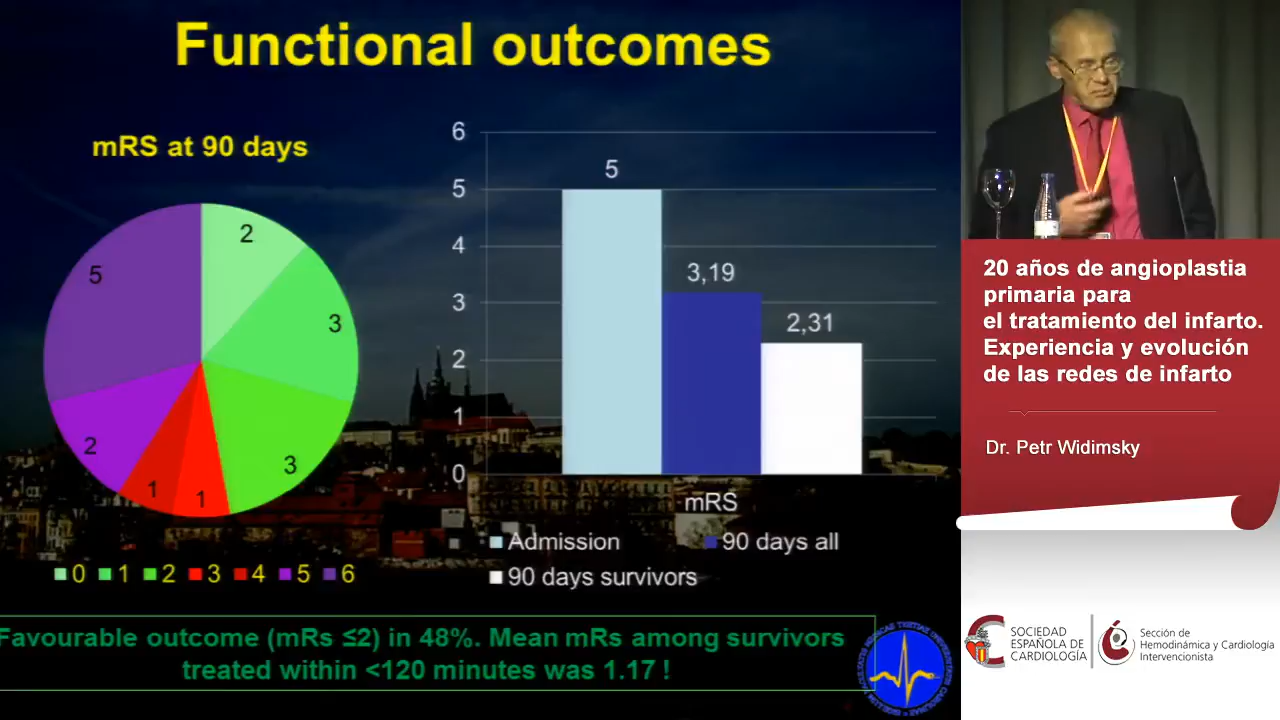 Functional outcomes
mRS at 90 days
2
3
3
1
1
2
5
0 1 2 3 4 5 6
6
5
4
3
2
1
0
5
3,19
2,31
mRS
Admission
90 days all
90 days survivors
Favourable outcome (mRs ≤2) in 48%. Mean mRs among survivors
treated within <120 minutes was 1.17 !
20 años de angioplastia
primaria para
el tratamiento del infarto.
Experiencia y evolución
de las redes de infarto
Dr. Petr Widimsky
SOCIEDAD
ESPAÑOLA DE
CARDIOLOGÍA
Sección de
Hemodinámica y Cardiología
Intervencionista